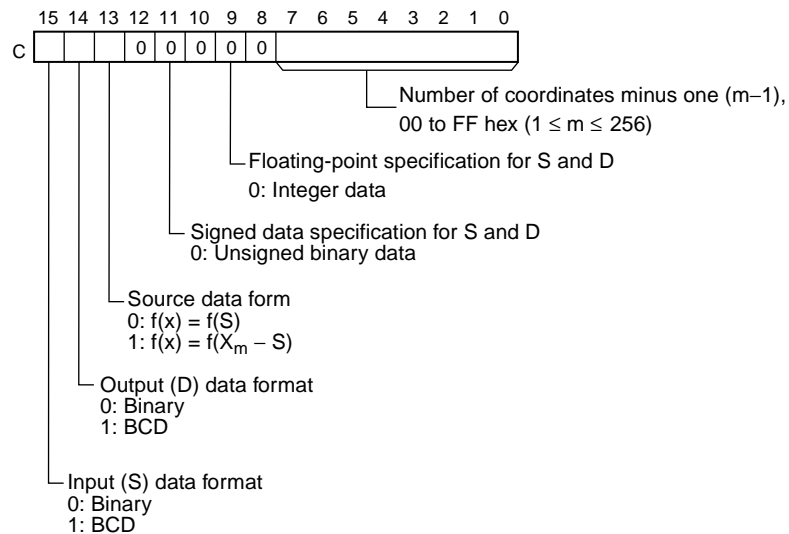 15 14 13 12 11 10 9 8 7 6 5 4 3 2 1 0
C 0 0 0 0 0
Number of coordinates minus one (m−1),
00 to FF hex (1 ≤ m ≤ 256)
Floating-point specification for S and D
0: Integer data
Signed data specification for S and D
0: Unsigned binary data
Source data form
0: f(x) = f(S)
1: f(x) = f(Xm − S)
Output (D) data format
0: Binary
1: BCD
Input (S) data format
0: Binary
1: BCD